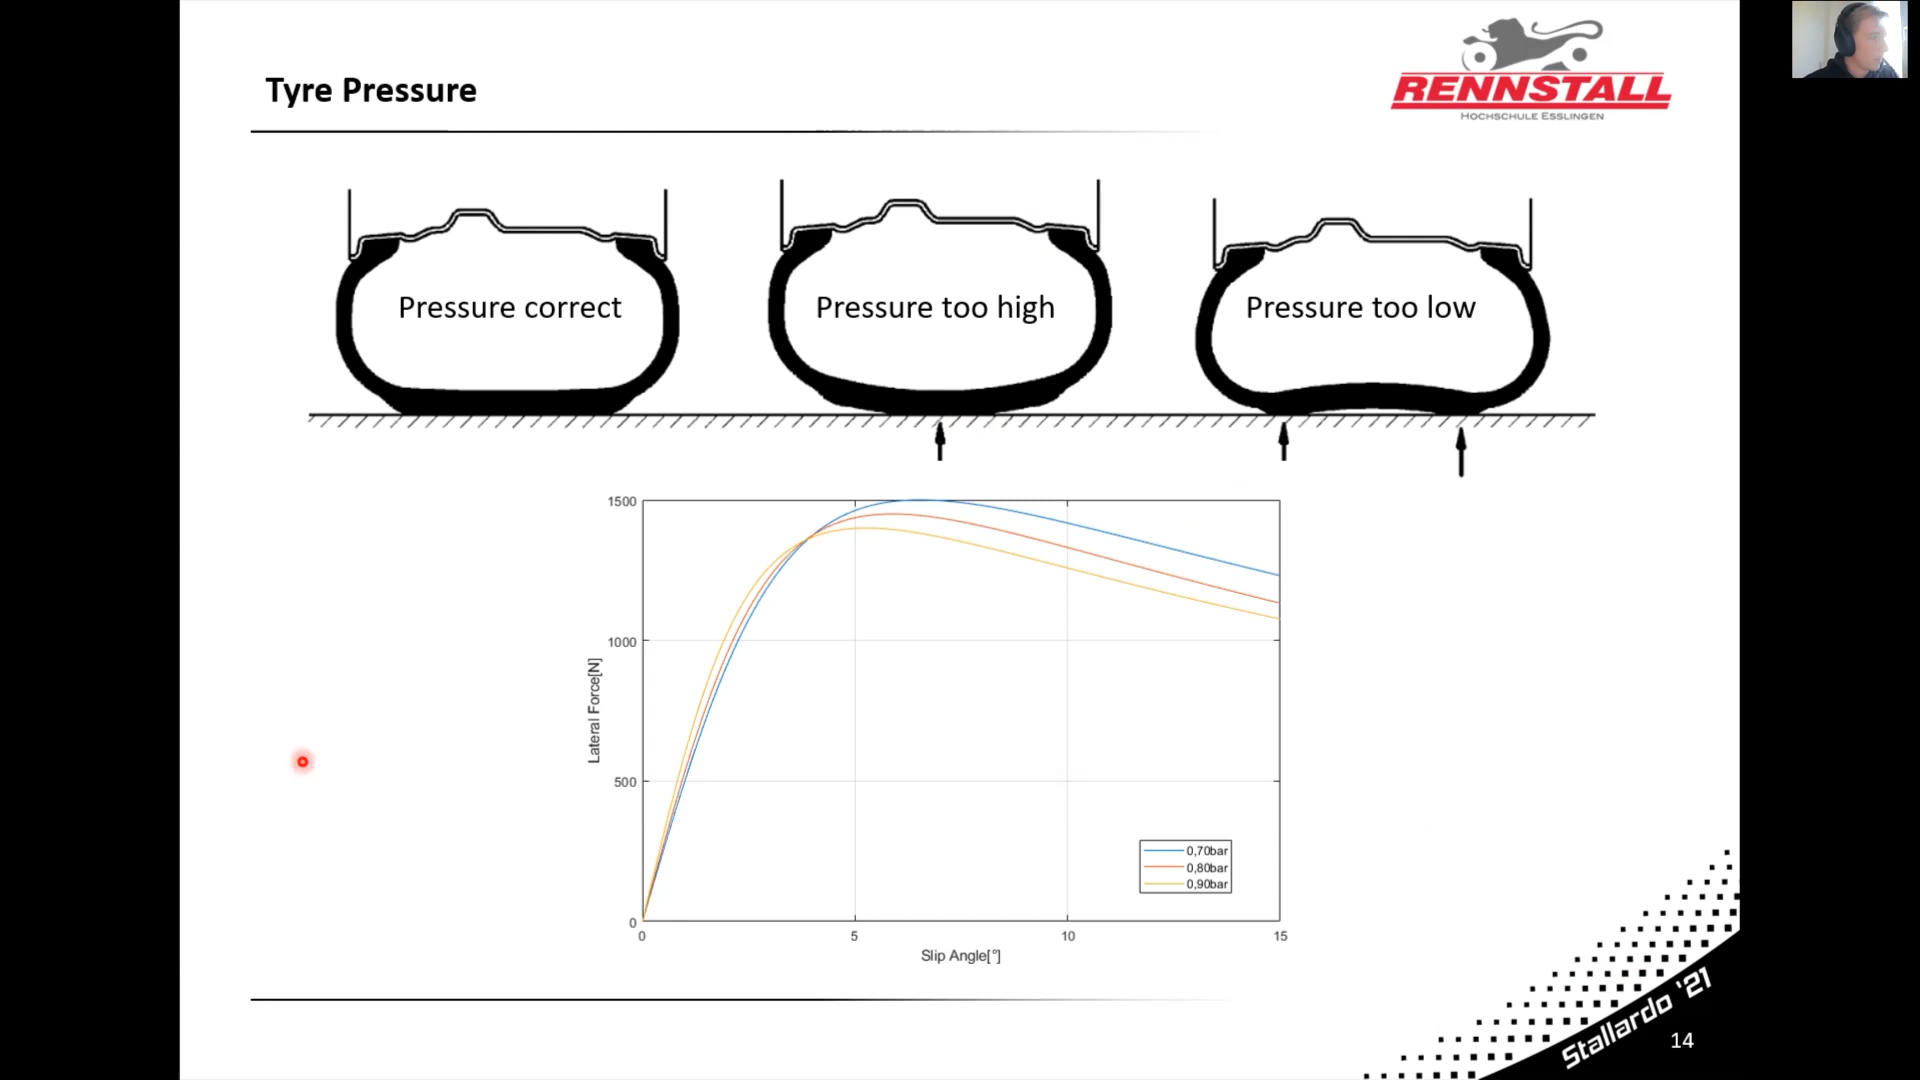 Tyre Pressure
RENNSTALL
HOCHSCHULE ESSLINGEN
Pressure correct
Pressure too high
Pressure too low
1500
1000
500
0
Lateral Force[N]
0
5
10
15
Slip Angle[°]
0,70bar
0,80bar
0,90bar
Stallardo '21
14